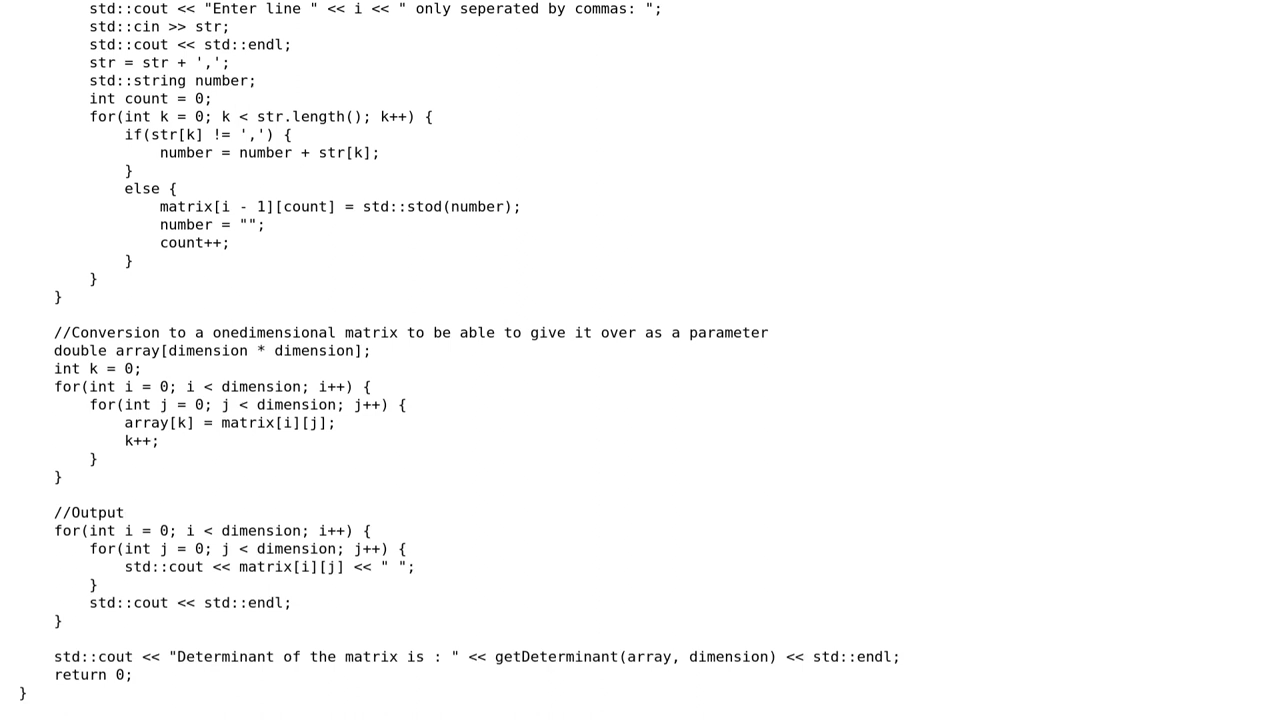 std::cout << "Enter line " << i << " only seperated by commas: ";
        std::cin >> str;
        std::cout << std::endl;
        str = str + ',';
        std::string number;
        int count = 0;
        for(int k = 0; k < str.length(); k++) {
            if(str[k] != ',') {
                number = number + str[k];
            }
            else {
                matrix[i - 1][count] = std::stod(number);
                number = "";
                count++;
            }
        }
    }

    //Conversion to a onedimensional matrix to be able to give it over as a parameter
    double array[dimension * dimension];
    int k = 0;
    for(int i = 0; i < dimension; i++) {
        for(int j = 0; j < dimension; j++) {
            array[k] = matrix[i][j];
            k++;
        }
    }

    //Output
    for(int i = 0; i < dimension; i++) {
        for(int j = 0; j < dimension; j++) {
            std::cout << matrix[i][j] << " ";
        }
        std::cout << std::endl;
    }

    std::cout << "Determinant of the matrix is : " << getDeterminant(array, dimension) << std::endl;
    return 0;
}